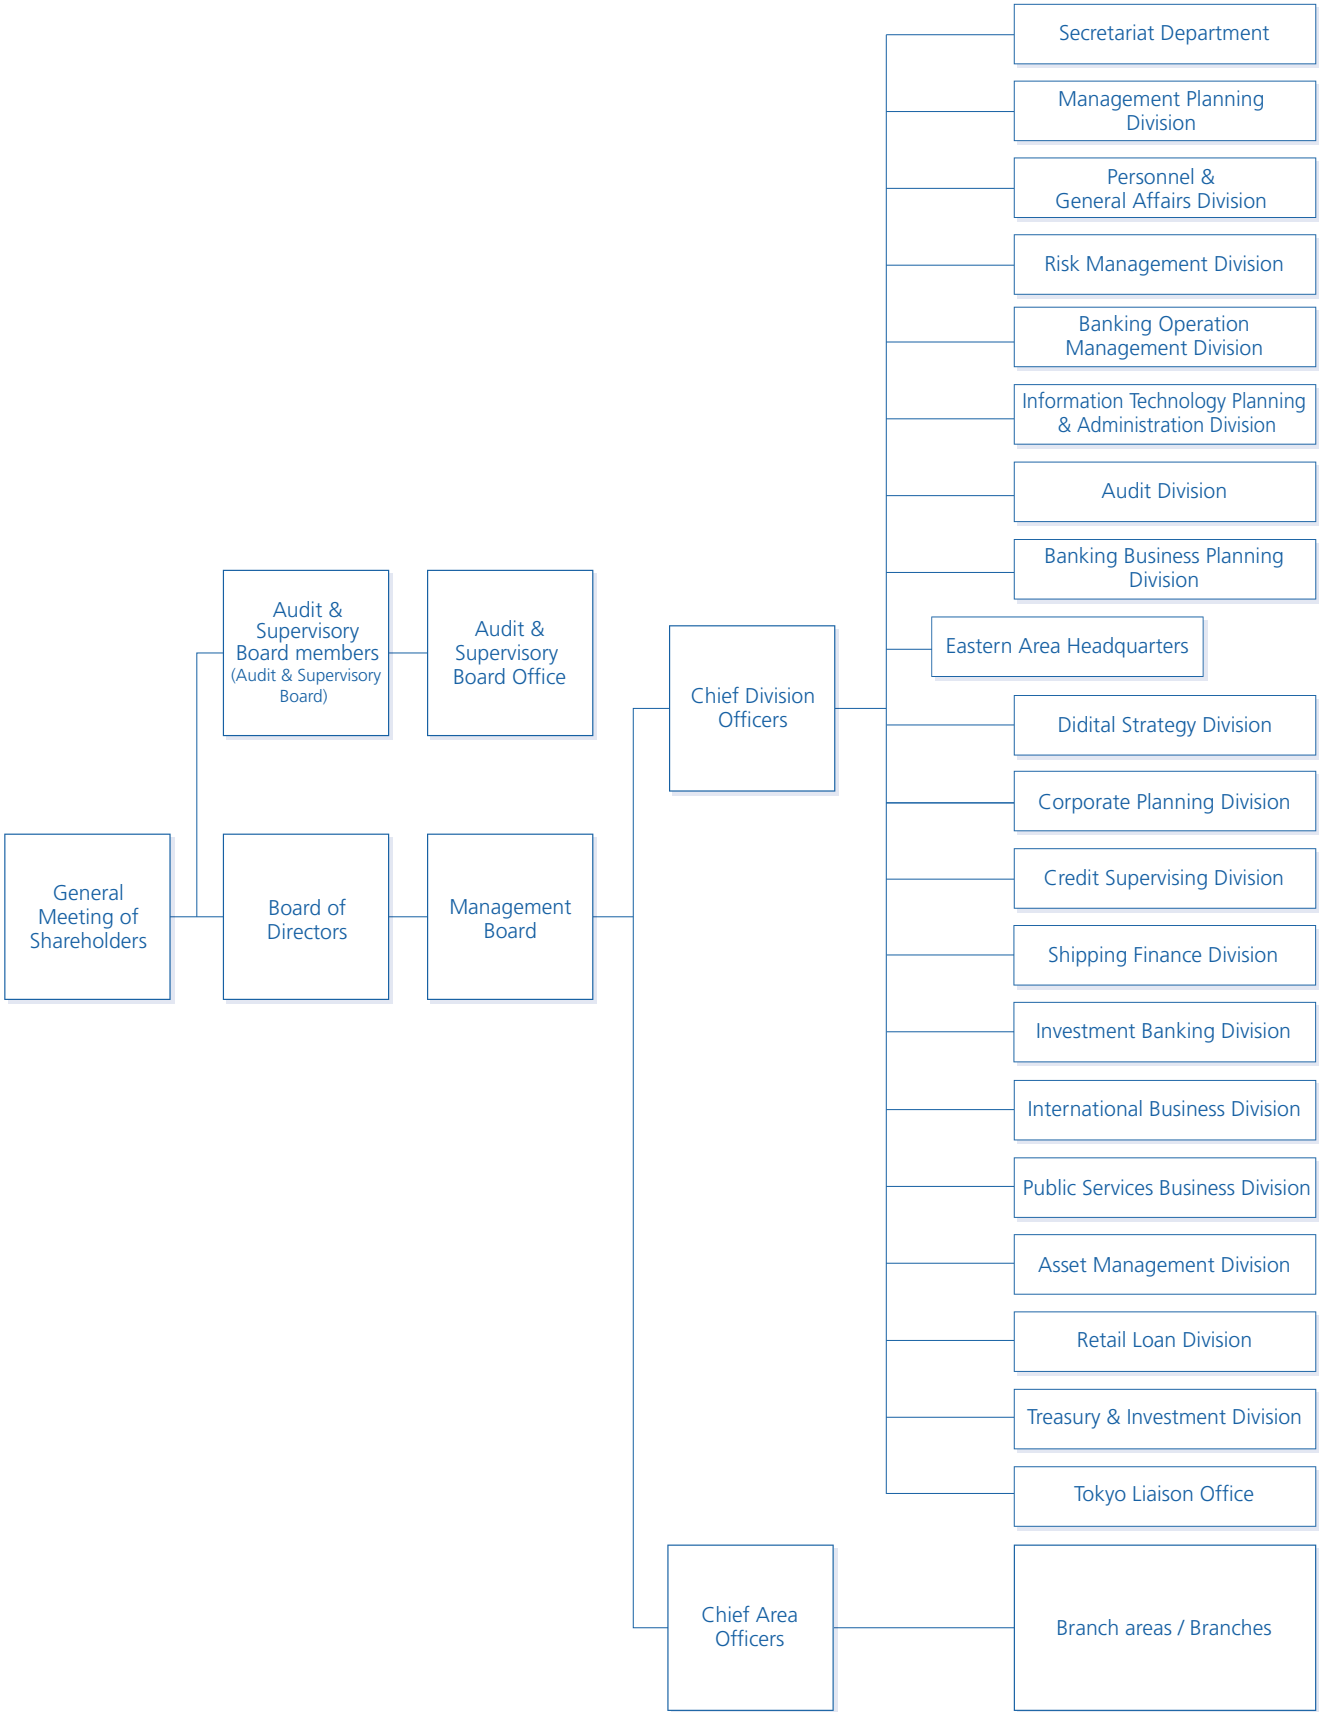 Secretariat Department
Management Planning
Division
Personnel &
General Affairs Division
Risk Management Division
Banking Operation
Management Division
Information Technology Planning
& Administration Division
Audit Division
Banking Business Planning
Division
Eastern Area Headquarters
Didital Strategy Division
Corporate Planning Division
Credit Supervising Division
Shipping Finance Division
Investment Banking Division
International Business Division
Public Services Business Division
Asset Management Division
Retail Loan Division
Treasury & Investment Division
Tokyo Liaison Office
Audit &
Supervisory
Board members
(Audit & Supervisory
Board)
Audit &
Supervisory
Board Office
Chief Division
Officers
General
Meeting of
Shareholders
Board of
Directors
Management
Board
Chief Area
Officers
Branch areas / Branches